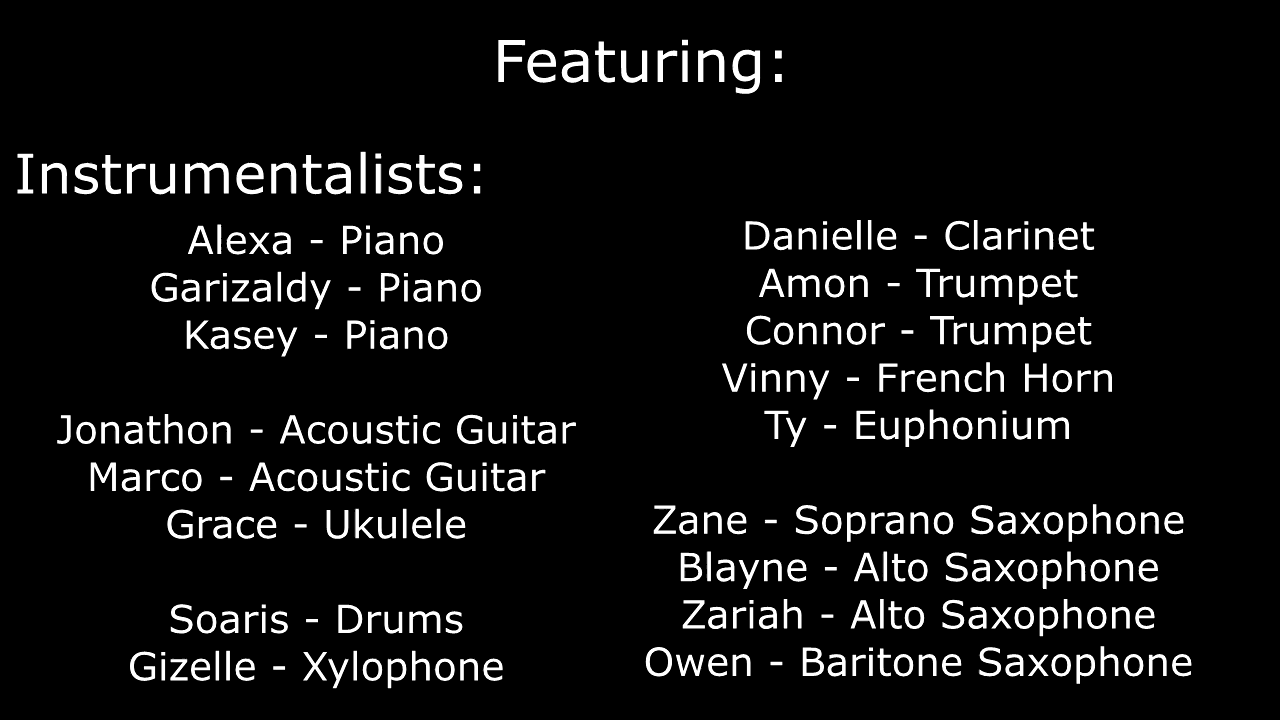 Featuring:
Instrumentalists:
Alexa - Piano
Garizaldy - Piano
Kasey - Piano
Jonathon - Acoustic Guitar
Marco - Acoustic Guitar
Grace - Ukulele
Soaris - Drums
Gizelle - Xylophone
Danielle - Clarinet
Amon - Trumpet
Connor - Trumpet
Vinny - French Horn
Ty - Euphonium
Zane - Soprano Saxophone
Blayne - Alto Saxophone
Zariah - Alto Saxophone
Owen - Baritone Saxophone